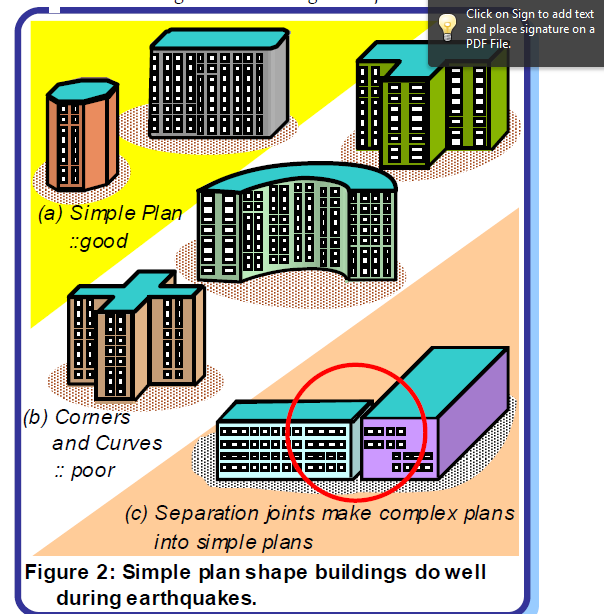 Click on Sign to add text
and place signature on a
PDF File.
(a) Simple Plan
::good
(b) Corners
and Curves
:: poor
(c) Separation joints make complex plans
into simple plans
Figure 2: Simple plan shape buildings do well
during earthquakes.